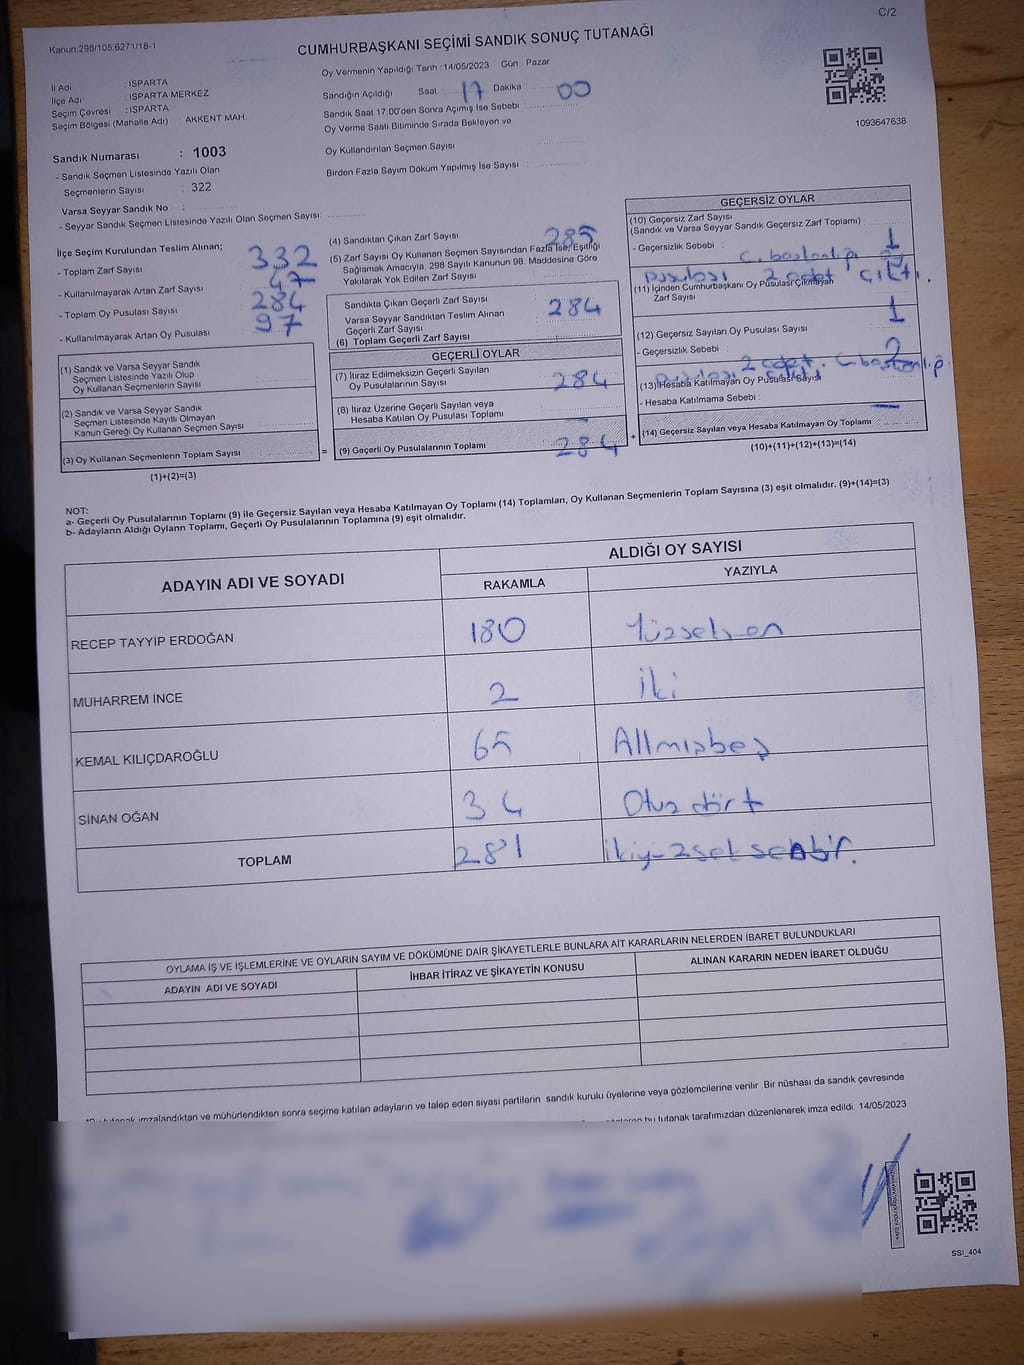 C/2
Kanun,298/105,6271/18-1
CUMHURBAŞKANI SEÇİMİ SANDIK SONUÇ TUTANAĞI
Oy Vermenin Yapıldığı Tarih : 14/05/2023 Gün : Pazar
İl Adı : ISPARTA
İlçe Adı : ISPARTA MERKEZ
Seçim Çevresi : ISPARTA
Seçim Bölgesi (Mahalle Adı) : AKKENT MAH.
Sandığın Açıldığı Saat 17 Dakika 00
Sandık Saat 17:00'den Sonra Açımış İse Sebebi
Oy Verme Saati Bitiminde Sırada Bekleyen ve
Oy Kullandırılan Seçmen Sayısı
Birden Fazla Sayım Döküm Yapılmış İse Sayısı :
1093647638
Sandık Numarası : 1003
- Sandık Seçmen Listesinde Yazılı Olan
Seçmenlerin Sayısı : 322
Varsa Seyyar Sandık No :
- Seyyar Sandık Seçmen Listesinde Yazılı Olan Seçmen Sayısı:
İlçe Seçim Kurulundan Teslim Alınan;
- Toplam Zarf Sayısı 332
- Kullanılmayarak Artan Zarf Sayısı 47
- Toplam Oy Pusulası Sayısı 284
- Kullanılmayarak Artan Oy Pusulası 97
(1) Sandık ve Varsa Seyyar Sandık
Seçmen Listesinde Yazılı Olup
Oy Kullanan Seçmenlerin Sayısı
(2) Sandık ve Varsa Seyyar Sandık
Seçmen Listesinde Kayıtlı Olmayan
Kanun Gereği Oy Kullanan Seçmen Sayısı
(3) Oy Kullanan Seçmenlerin Toplam Sayısı
(1)+(2)=(3)
(4) Sandıktan Çıkan Zarf Sayısı 285
(5) Zarf Sayısı Oy Kullanan Seçmen Sayısından Fazla İse, Eşitliği
Sağlamak Amacıyla, 298 Sayılı Kanunun 98. Maddesine Göre
Yakılarak Yok Edilen Zarf Sayısı :
Sandıkta Çıkan Geçerli Zarf Sayısı
Varsa Seyyar Sandıktan Teslim Alınan
Geçerli Zarf Sayısı
(6) Toplam Geçerli Zarf Sayısı 284
GEÇERLİ OYLAR
(7) İtiraz Edilmeksizin Geçerli Sayılan
Oy Pusulalarının Sayısı 284
(8) İtiraz Üzerine Geçerli Sayılan veya
Hesaba Katılan Oy Pusulası Toplamı
= (9) Geçerli Oy Pusulalarının Toplamı 284 +
GEÇERSİZ OYLAR
(10) Geçersiz Zarf Sayısı
(Sandık ve Varsa Seyyar Sandık Geçersiz Zarf Toplamı) : 1
- Geçersizlik Sebebi : C. başkanlığı oy
pusulası 2 adet çıktı.
(11) İçinden Cumhurbaşkanı Oy Pusulası Çıkmayan
Zarf Sayısı 1
(12) Geçersiz Sayılan Oy Pusulası Sayısı 2
- Geçersizlik Sebebi : 2 adet. C başkanlığı
pusulası
(13) Hesaba Katılmayan Oy Pusulası Sayısı
- Hesaba Katılmama Sebebi : —
(14) Geçersiz Sayılan veya Hesaba Katılmayan Oy Toplamı :
(10)+(11)+(12)+(13)=(14)
NOT:
a- Geçerli Oy Pusulalarının Toplamı (9) ile Geçersiz Sayılan veya Hesaba Katılmayan Oy Toplamı (14) Toplamları, Oy Kullanan Seçmenlerin Toplam Sayısına (3) eşit olmalıdır. (9)+(14)=(3)
b- Adayların Aldığı Oyların Toplamı, Geçerli Oy Pusulalarının Toplamına (9) eşit olmalıdır.
ADAYIN ADI VE SOYADI
ALDIĞI OY SAYISI
RAKAMLA YAZIYLA
RECEP TAYYİP ERDOĞAN 180 Yüzseksen
MUHARREM İNCE 2 İki
KEMAL KILIÇDAROĞLU 65 Altmışbeş
SİNAN OĞAN 34 Otuz dört
TOPLAM 281 ikiyüzseksenbir.
OYLAMA İŞ VE İŞLEMLERİNE VE OYLARIN SAYIM VE DÖKÜMÜNE DAİR ŞİKAYETLERLE BUNLARA AİT KARARLARIN NELERDEN İBARET BULUNDUKLARI
ADAYIN ADI VE SOYADI İHBAR İTİRAZ VE ŞİKAYETİN KONUSU ALINAN KARARIN NEDEN İBARET OLDUĞU
tutanak imzalandıktan ve mühürlendikten sonra seçime katılan adayların ve talep eden siyasi partilerin sandık kurulu üyelerine veya gözlemcilerine verilir .Bir nüshası da sandık çevresinde
bu tutanak tarafımızdan düzenlenerek imza edildi. 14/05/2023
SSI_404